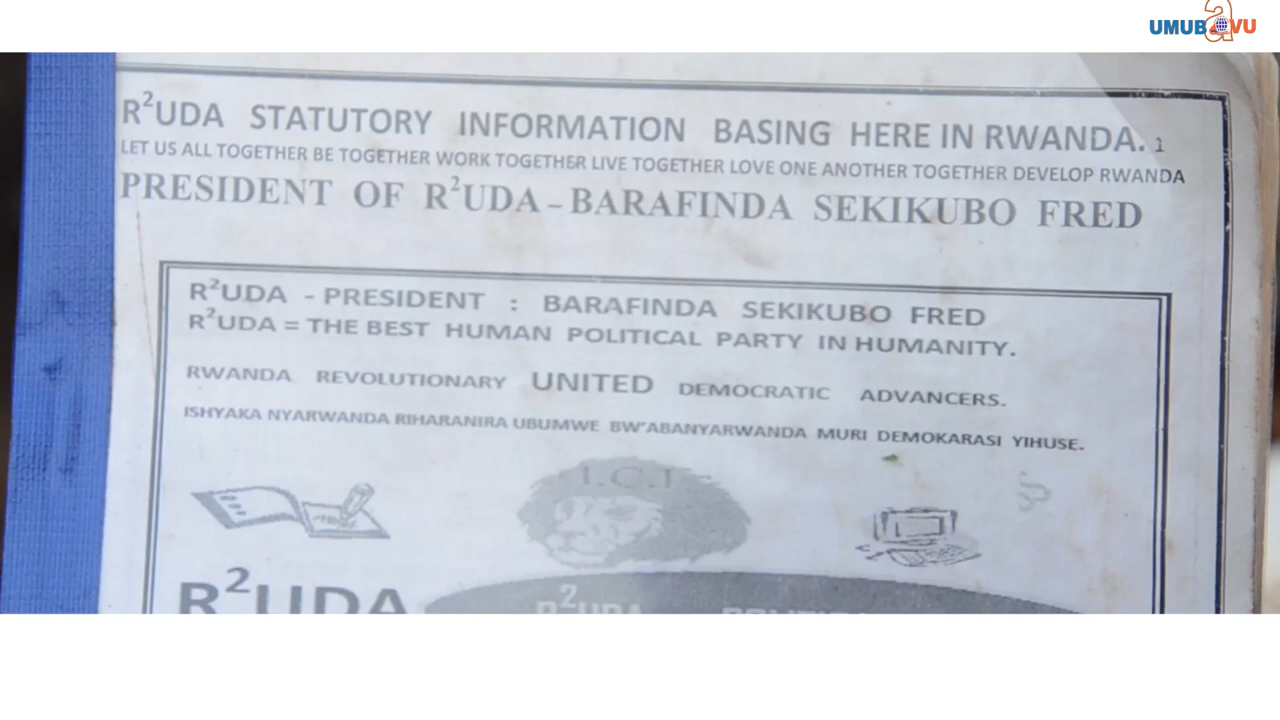 UMUBaVU
R²UDA STATUTORY INFORMATION BASING HERE IN RWANDA. 1
LET US ALL TOGETHER BE TOGETHER WORK TOGETHER LIVE TOGETHER LOVE ONE ANOTHER TOGETHER DEVELOP RWANDA
PRESIDENT OF R²UDA – BARAFINDA SEKIKUBO FRED
R²UDA - PRESIDENT : BARAFINDA SEKIKUBO FRED
R²UDA = THE BEST HUMAN POLITICAL PARTY IN HUMANITY.
RWANDA REVOLUTIONARY UNITED DEMOCRATIC ADVANCERS.
ISHYAKA NYARWANDA RIHARANIRA UBUMWE BW'ABANYARWANDA MURI DEMOKARASI YIHUSE.
I.C.T
R²UDA
R²UDA